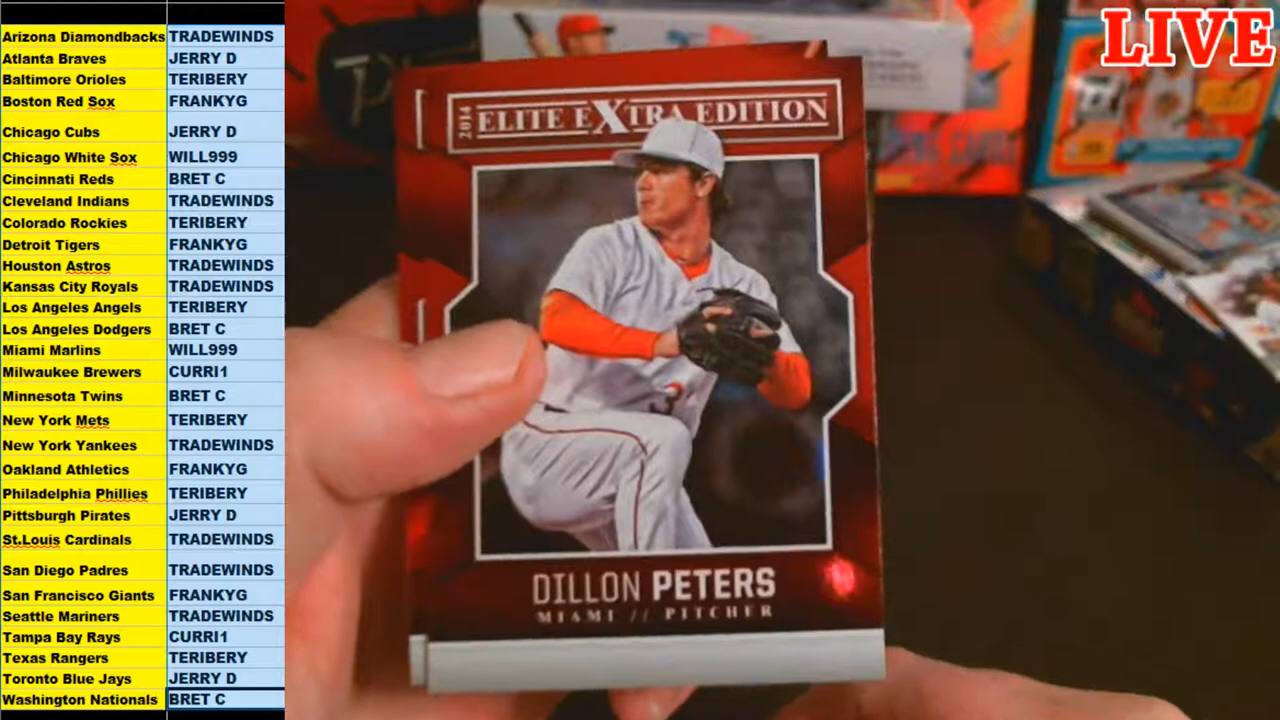 Arizona Diamondbacks TRADEWINDS
Atlanta Braves JERRY D
Baltimore Orioles TERIBERY
Boston Red Sox FRANKYG
Chicago Cubs JERRY D
Chicago White Sox WILL999
Cincinnati Reds BRET C
Cleveland Indians TRADEWINDS
Colorado Rockies TERIBERY
Detroit Tigers FRANKYG
Houston Astros TRADEWINDS
Kansas City Royals TRADEWINDS
Los Angeles Angels TERIBERY
Los Angeles Dodgers BRET C
Miami Marlins WILL999
Milwaukee Brewers CURRI1
Minnesota Twins BRET C
New York Mets TERIBERY
New York Yankees TRADEWINDS
Oakland Athletics FRANKYG
Philadelphia Phillies TERIBERY
Pittsburgh Pirates JERRY D
St.Louis Cardinals TRADEWINDS
San Diego Padres TRADEWINDS
San Francisco Giants FRANKYG
Seattle Mariners TRADEWINDS
Tampa Bay Rays CURRI1
Texas Rangers TERIBERY
Toronto Blue Jays JERRY D
Washington Nationals BRET C
LIVE
2014 ELITE EXTRA EDITION
3
DILLON PETERS
MIAMI // PITCHER